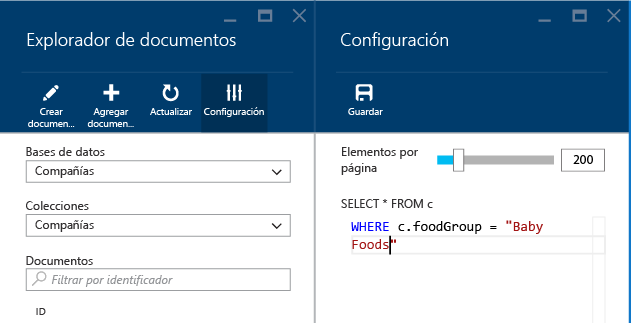 Explorador de documentos
Crear documen...
Agregar documen...
Actualizar
Configuración
Bases de datos
Compañías
Colecciones
Compañías
Documentos
Filtrar por identificador
ID
Configuración
Guardar
Elementos por
página
200
SELECT * FROM c
WHERE c.foodGroup = "Baby
Foods"